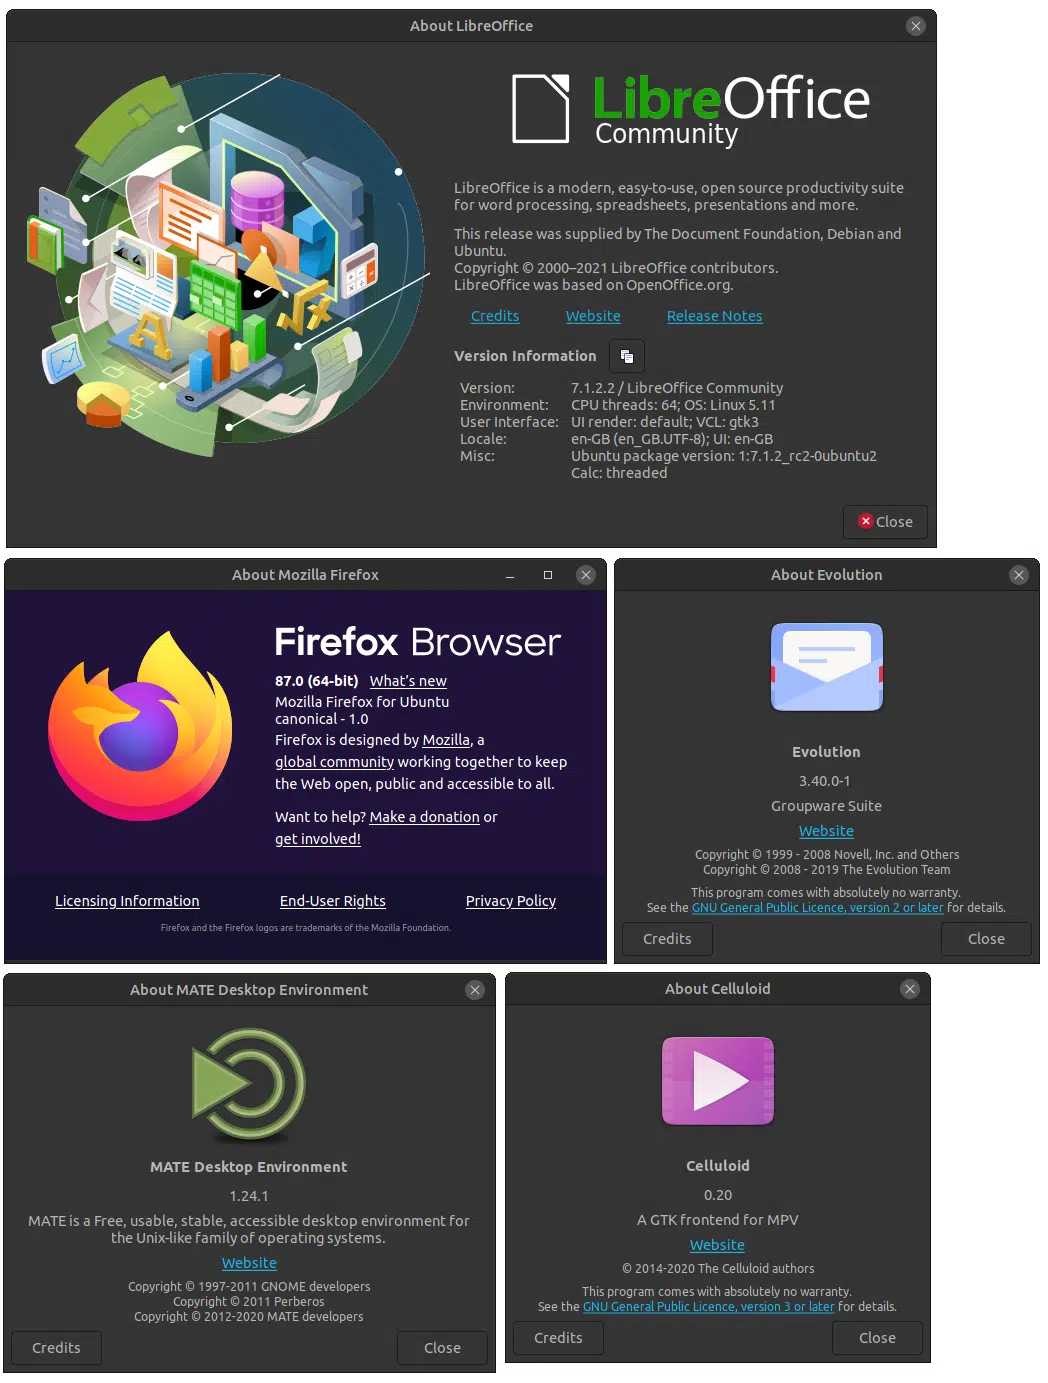 About LibreOffice
LibreOffice
Community
LibreOffice is a modern, easy-to-use, open source productivity suite
for word processing, spreadsheets, presentations and more.
This release was supplied by The Document Foundation, Debian and
Ubuntu.
Copyright © 2000–2021 LibreOffice contributors.
LibreOffice was based on OpenOffice.org.
Credits Website Release Notes
Version Information
Version: 7.1.2.2 / LibreOffice Community
Environment: CPU threads: 64; OS: Linux 5.11
User Interface: UI render: default; VCL: gtk3
Locale: en-GB (en_GB.UTF-8); UI: en-GB
Misc: Ubuntu package version: 1:7.1.2_rc2-0ubuntu2
Calc: threaded
Close
About Mozilla Firefox
Firefox Browser
87.0 (64-bit) What's new
Mozilla Firefox for Ubuntu
canonical - 1.0
Firefox is designed by Mozilla, a
global community working together to keep
the Web open, public and accessible to all.
Want to help? Make a donation or
get involved!
Licensing Information End-User Rights Privacy Policy
Firefox and the Firefox logos are trademarks of the Mozilla Foundation.
About Evolution
Evolution
3.40.0-1
Groupware Suite
Website
Copyright © 1999 - 2008 Novell, Inc. and Others
Copyright © 2008 - 2019 The Evolution Team
This program comes with absolutely no warranty.
See the GNU General Public Licence, version 2 or later for details.
Credits Close
About MATE Desktop Environment
MATE Desktop Environment
1.24.1
MATE is a Free, usable, stable, accessible desktop environment for
the Unix-like family of operating systems.
Website
Copyright © 1997-2011 GNOME developers
Copyright © 2011 Perberos
Copyright © 2012-2020 MATE developers
Credits Close
About Celluloid
Celluloid
0.20
A GTK frontend for MPV
Website
© 2014-2020 The Celluloid authors
This program comes with absolutely no warranty.
See the GNU General Public Licence, version 3 or later for details.
Credits Close